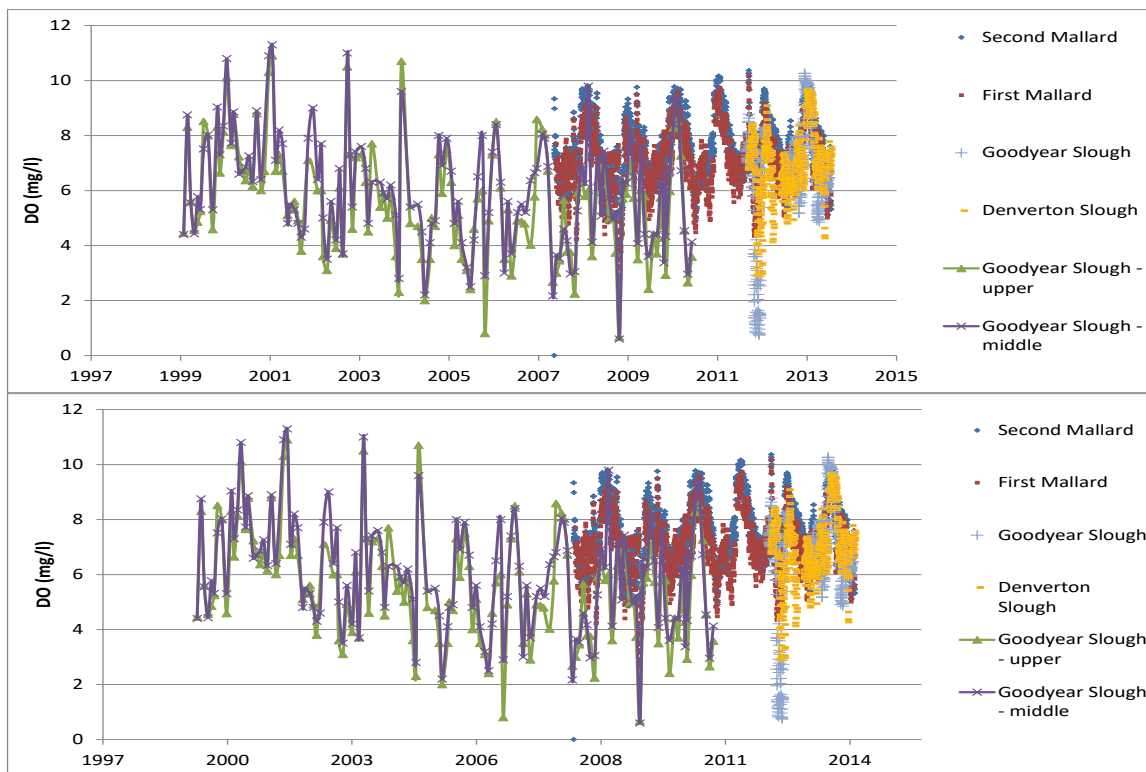 12
10
8
6
4
2
0
DO (mg/l)
1997 1999 2001 2003 2005 2007 2009 2011 2013 2015
Second Mallard
First Mallard
Goodyear Slough
Denverton Slough
Goodyear Slough -
upper
Goodyear Slough -
middle
12
10
8
6
4
2
0
DO (mg/l)
1997 2000 2003 2006 2008 2011 2014
Second Mallard
First Mallard
Goodyear Slough
Denverton
Slough
Goodyear Slough
- upper
Goodyear Slough
- middle